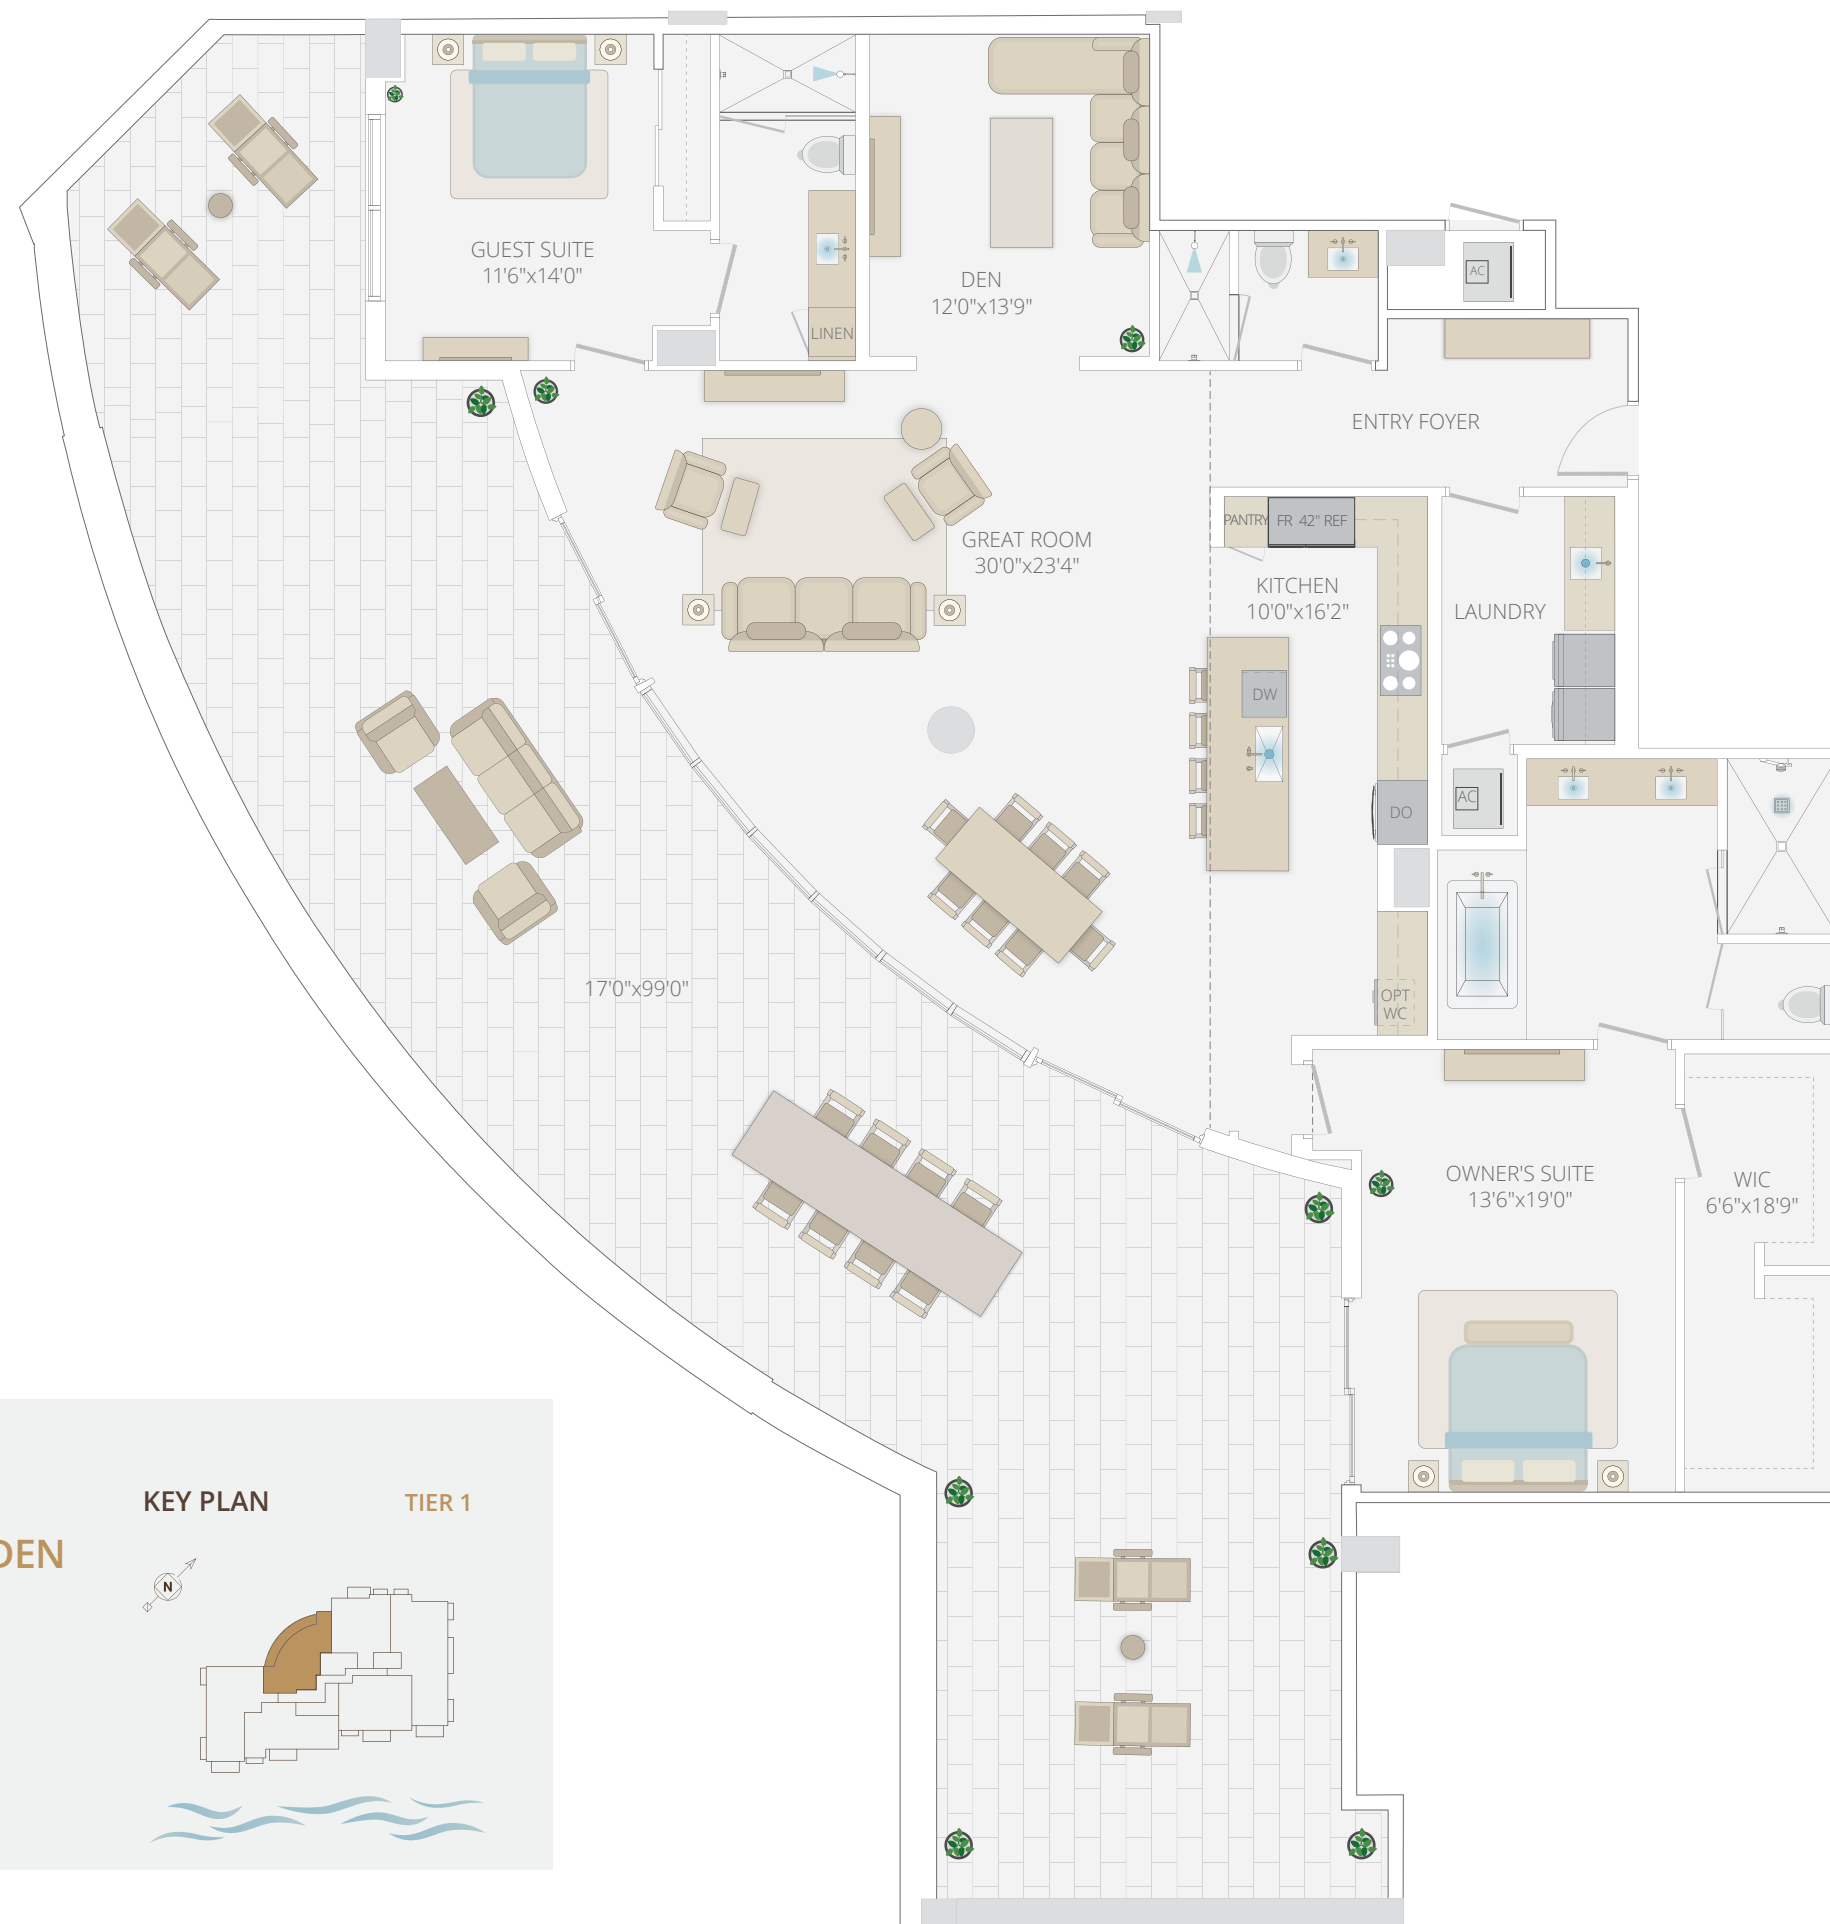 GUEST SUITE
11'6"x14'0"
LINEN
DEN
12'0"x13'9"
AC
ENTRY FOYER
PANTRY
FR 42" REF
GREAT ROOM
30'0"x23'4"
KITCHEN
10'0"x16'2"
LAUNDRY
DW
AC
DO
17'0"x99'0"
OPT
WC
OWNER'S SUITE
13'6"x19'0"
WIC
6'6"x18'9"
KEY PLAN
TIER 1
DEN
N